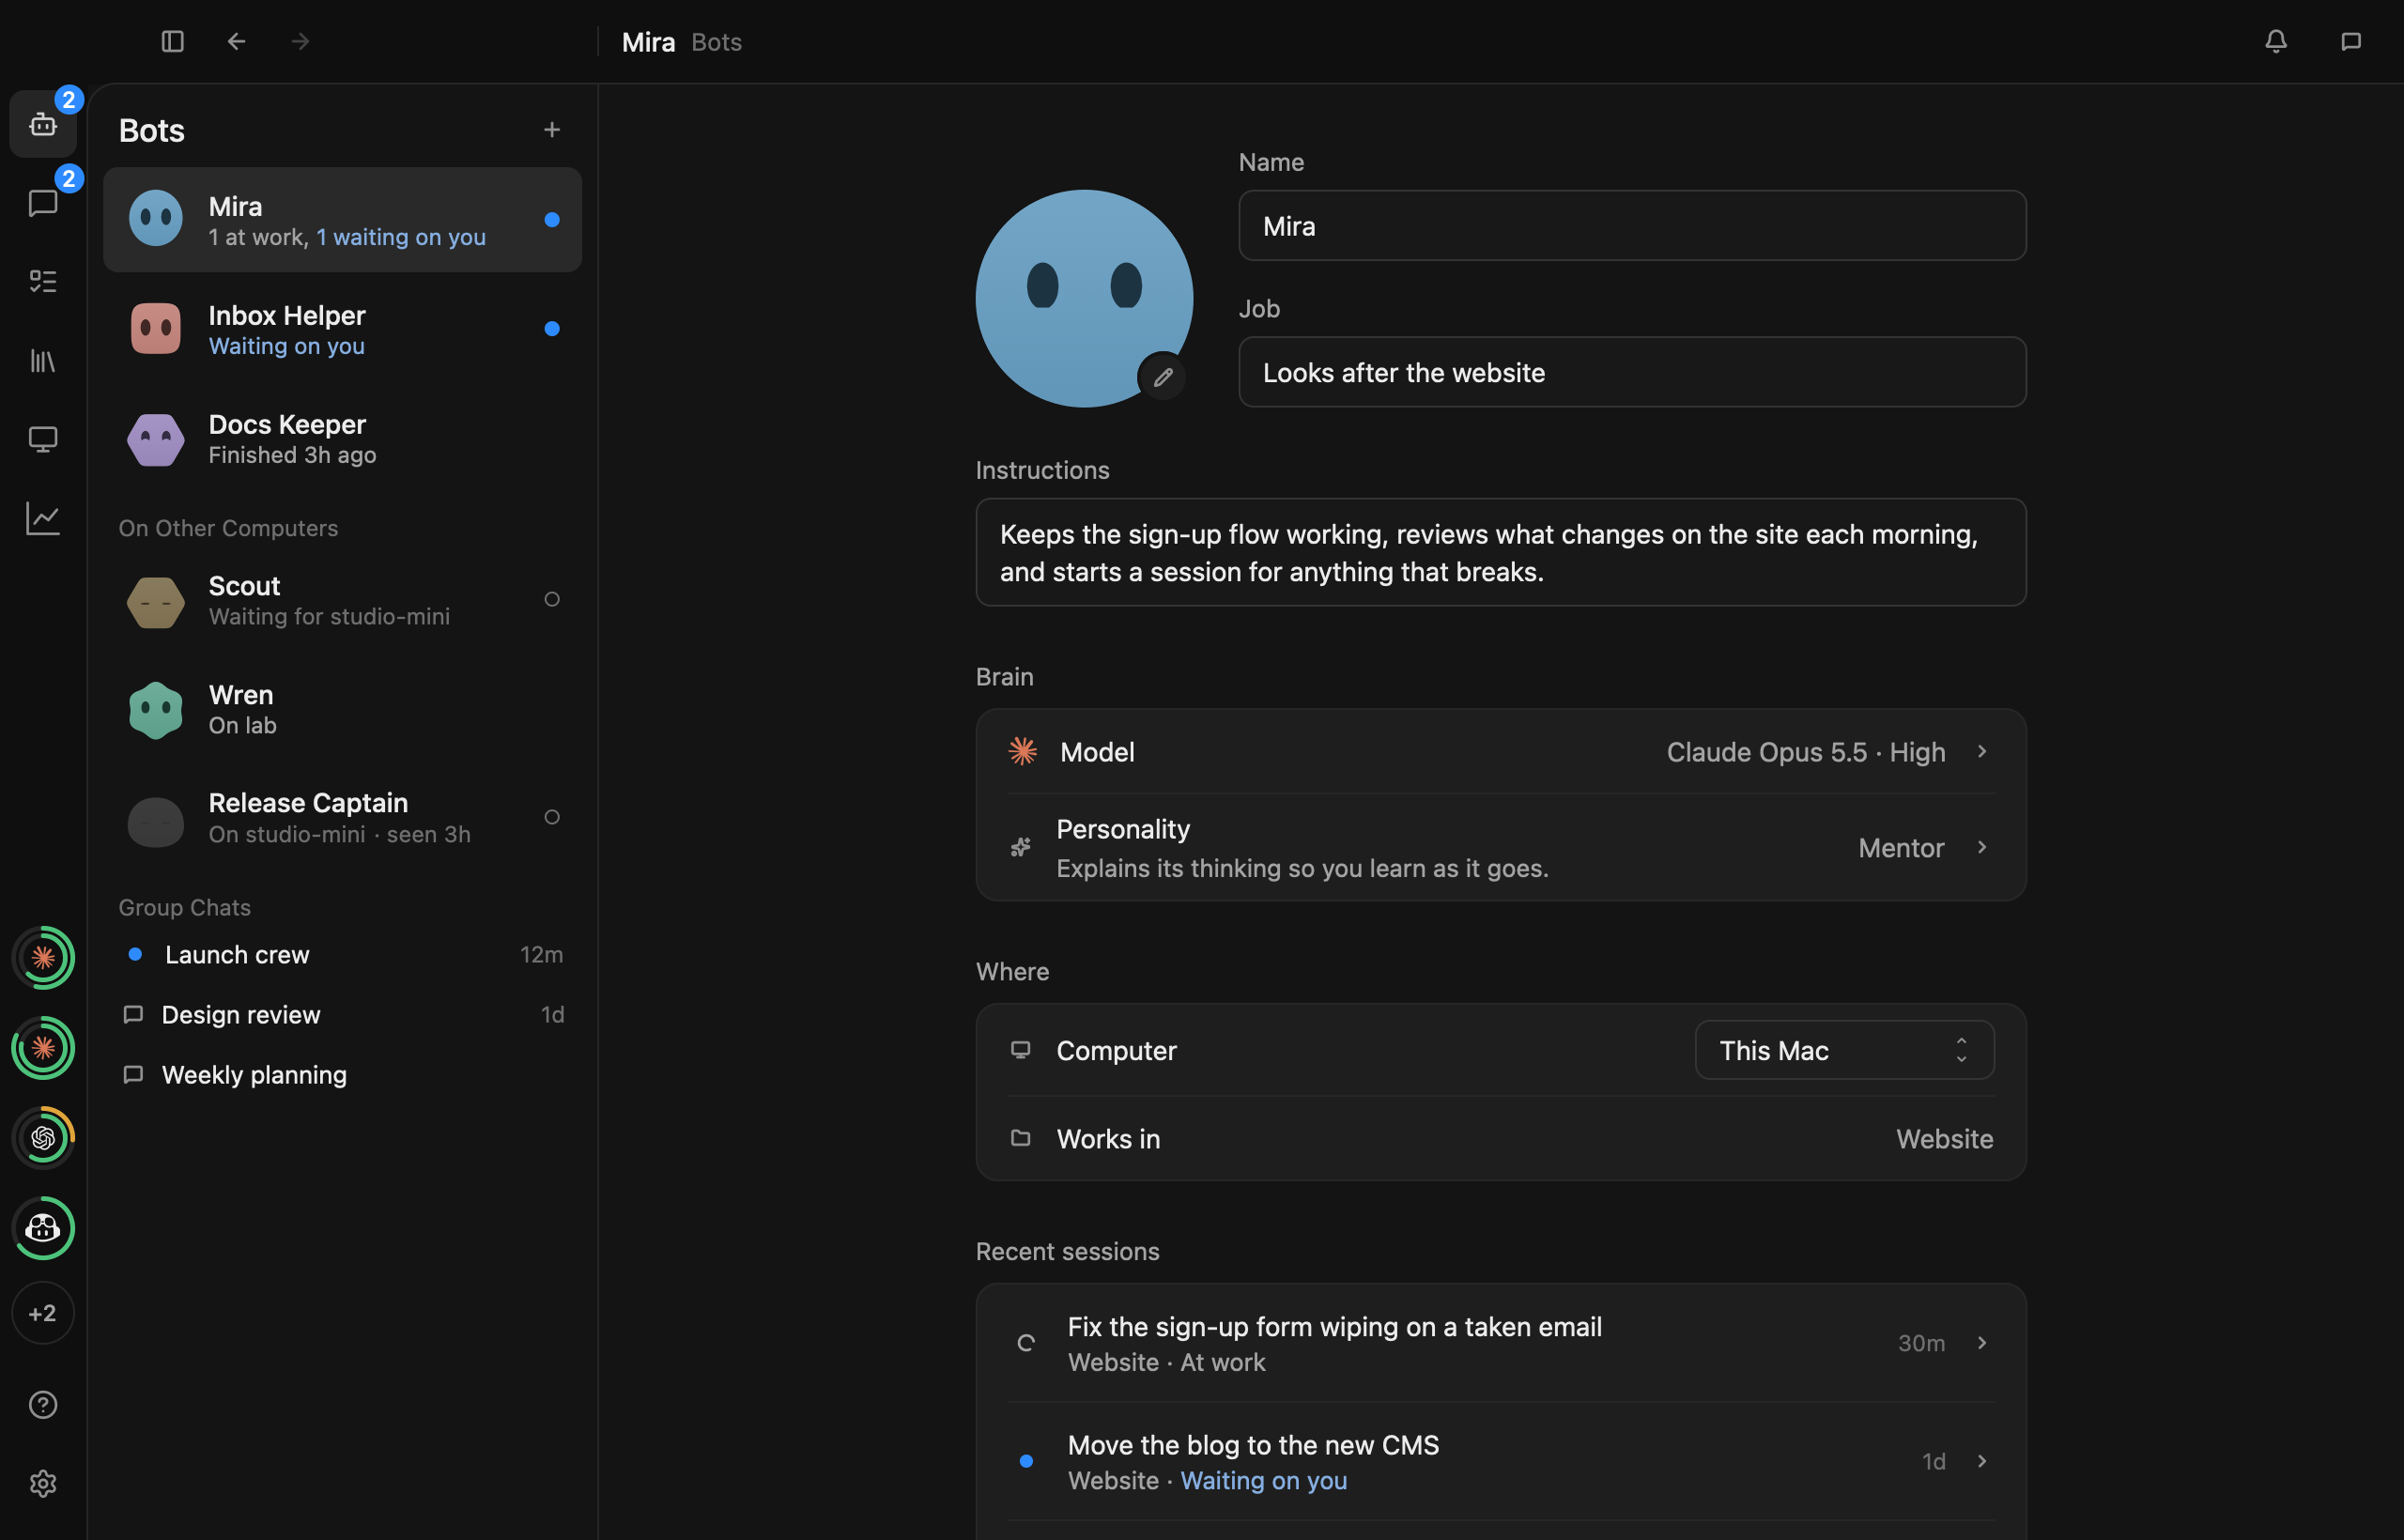 Mira Bots
2
2
Bots
Mira
1 at work, 1 waiting on you
Inbox Helper
Waiting on you
Docs Keeper
Finished 3h ago
On Other Computers
Scout
Waiting for studio-mini
Wren
On lab
Release Captain
On studio-mini · seen 3h
Group Chats
Launch crew 12m
Design review 1d
Weekly planning
+2
Name
Mira
Job
Looks after the website
Instructions
Keeps the sign-up flow working, reviews what changes on the site each morning,
and starts a session for anything that breaks.
Brain
Model Claude Opus 5.5 · High
Personality
Explains its thinking so you learn as it goes.
Mentor
Where
Computer This Mac
Works in Website
Recent sessions
Fix the sign-up form wiping on a taken email
Website · At work
30m
Move the blog to the new CMS
Website · Waiting on you
1d